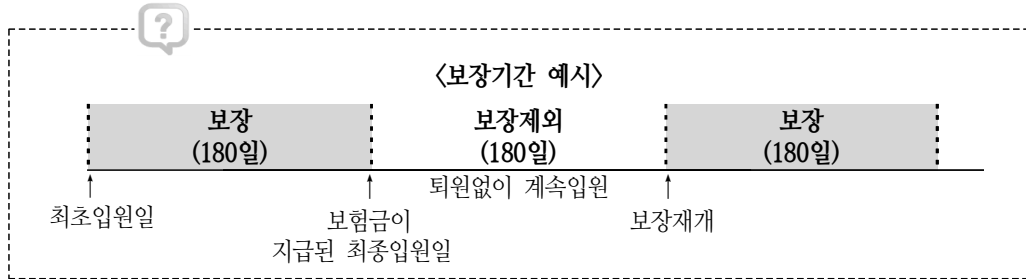 ?
〈보장기간 예시〉
보장 보장제외 보장
(180일) (180일) (180일)
퇴원없이 계속입원
최초입원일 보험금이 보장재개
지급된 최종입원일